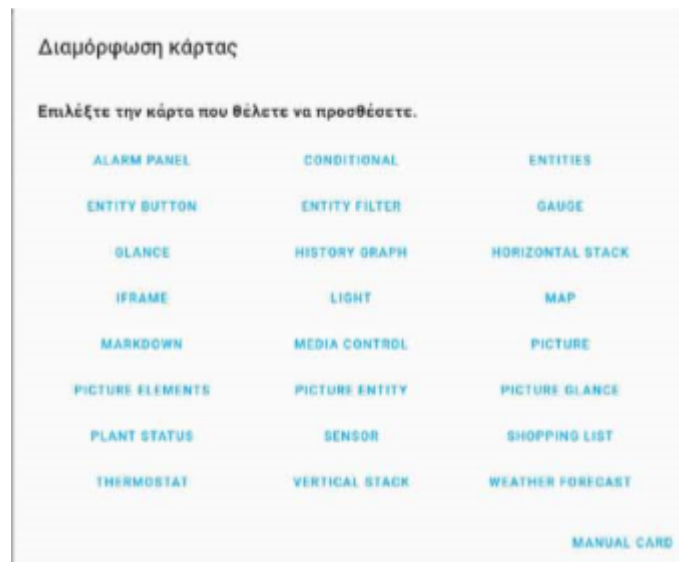 Διαμόρφωση κάρτας
Επιλέξτε την κάρτα που θέλετε να προσθέσετε.
ALARM PANEL CONDITIONAL ENTITIES
ENTITY BUTTON ENTITY FILTER GAUGE
GLANCE HISTORY GRAPH HORIZONTAL STACK
IFRAME LIGHT MAP
MARKDOWN MEDIA CONTROL PICTURE
PICTURE ELEMENTS PICTURE ENTITY PICTURE GLANCE
PLANT STATUS SENSOR SHOPPING LIST
THERMOSTAT VERTICAL STACK WEATHER FORECAST
MANUAL CARD